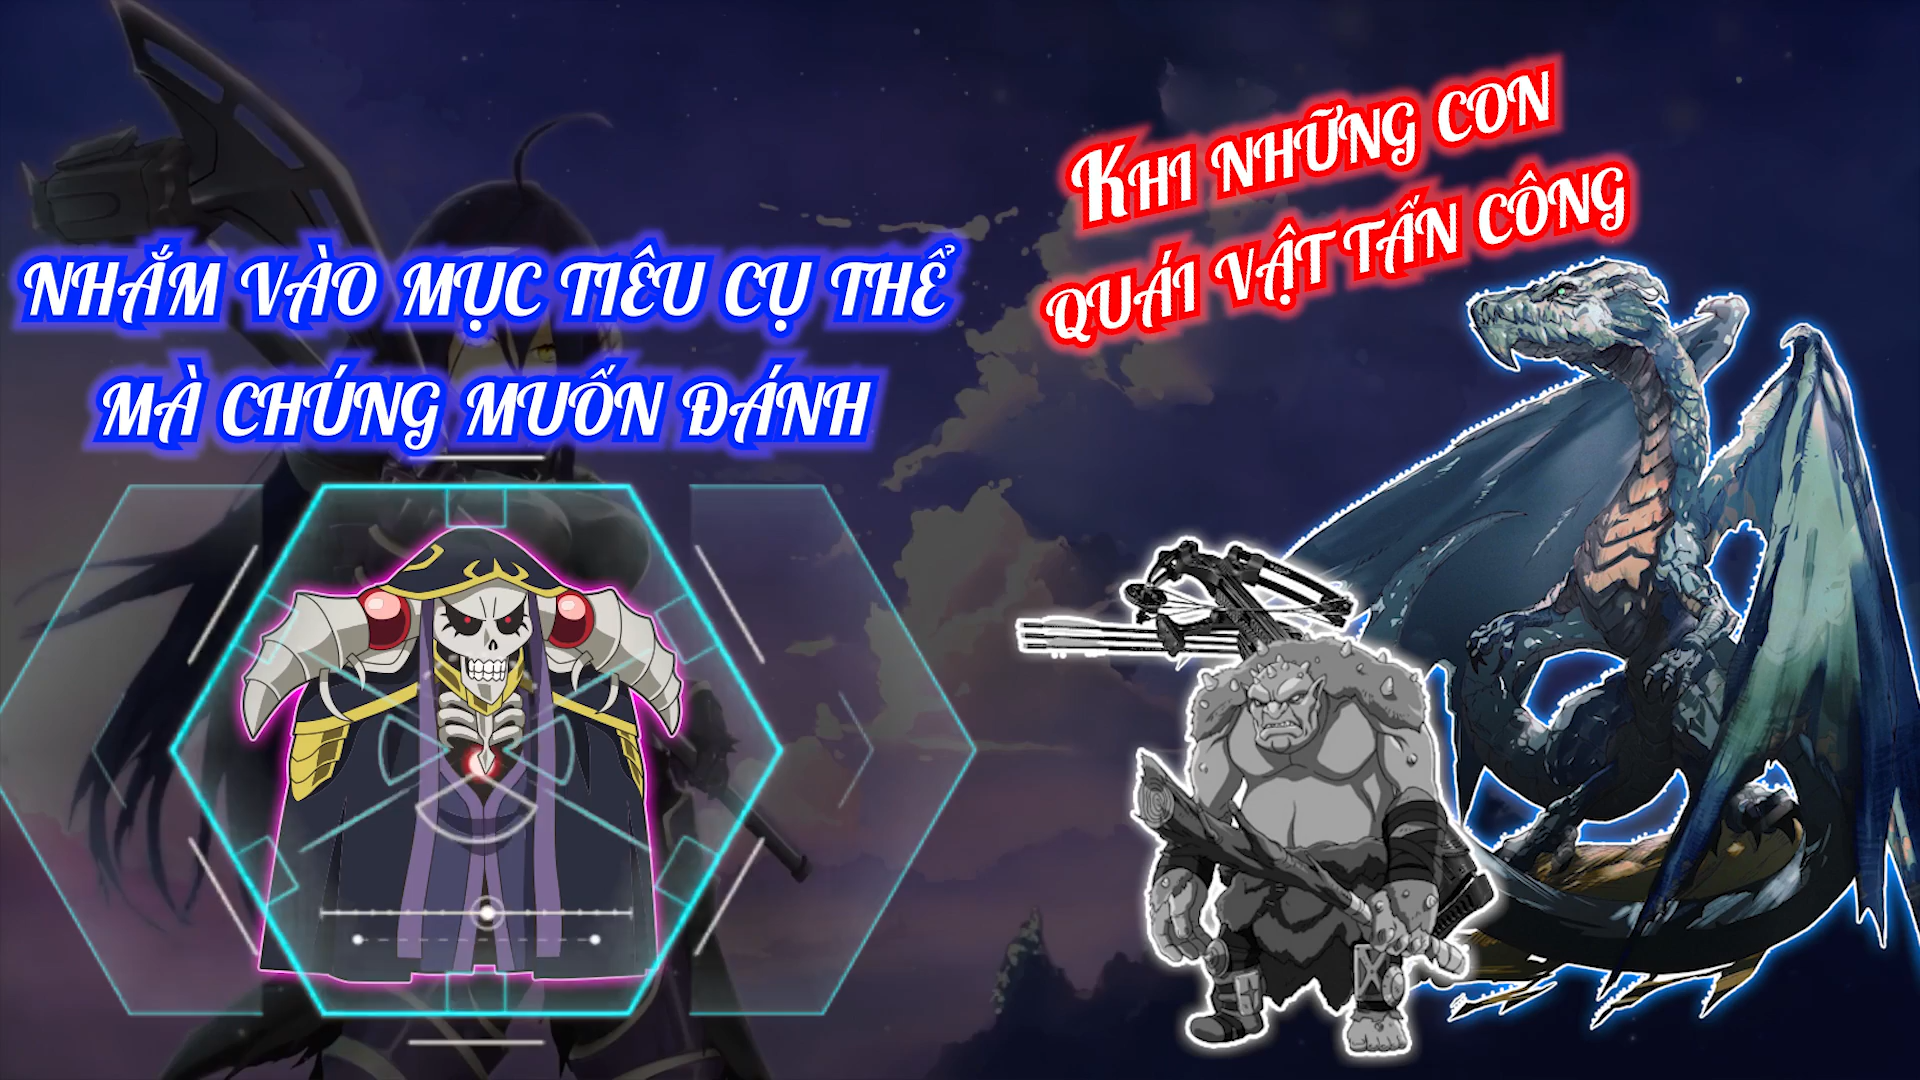 Khi những con
quái vật tấn công
NHẮM VÀO MỤC TIÊU CỤ THỂ
MÀ CHÚNG MUỐN ĐÁNH